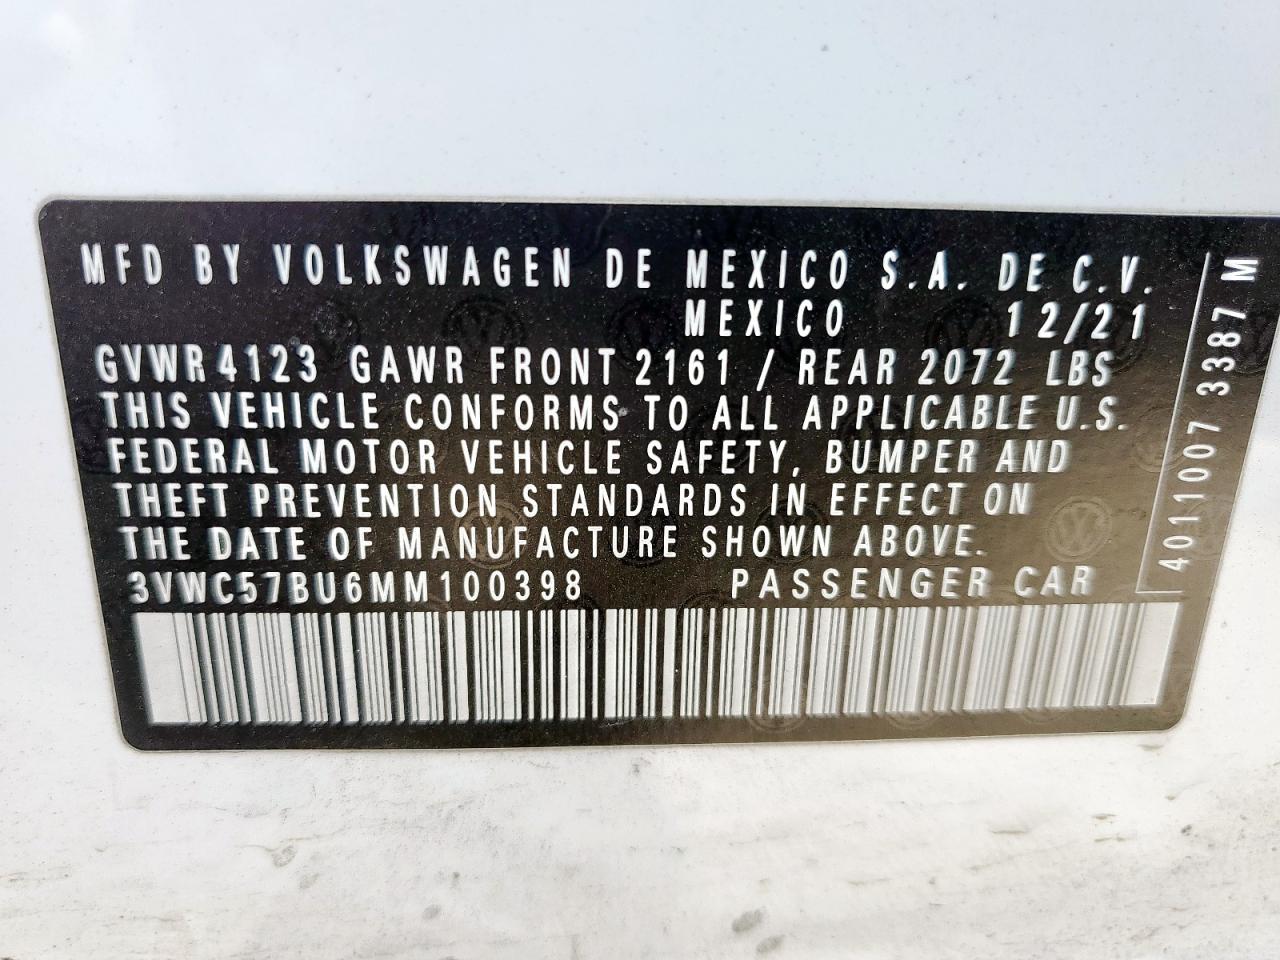 MFD BY VOLKSWAGEN DE MEXICO S.A. DE C.V.
MEXICO 12/21
GVWR 4123 GAWR FRONT 2161 / REAR 2072 LBS
THIS VEHICLE CONFORMS TO ALL APPLICABLE U.S.
FEDERAL MOTOR VEHICLE SAFETY, BUMPER AND
THEFT PREVENTION STANDARDS IN EFFECT ON
THE DATE OF MANUFACTURE SHOWN ABOVE.
3VWC57BU6MM100398 PASSENGER CAR
4011007 3387 M